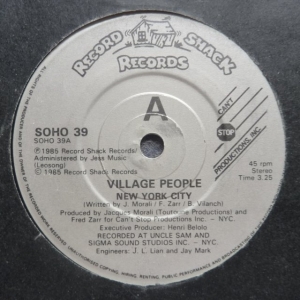 RECORD SHACK
RECORDS
A
CAN'T
STOP
PRODUCTIONS INC.
SOHO 39
SOHO 39A
℗ 1985 Record Shack Records/
Administered by Jess Music
(Leosong)
© 1985 Record Shack Records
45 rpm
Stereo
Time 3.25
VILLAGE PEOPLE
NEW YORK CITY
(Written by J. Morali / F. Zarr / B. Vilanch)
Produced by Jacques Morali (Toutone Productions) and
Fred Zarr for Can't Stop Productions Inc. - NYC.
Executive Producer: Henri Belolo
RECORDED AT UNCLE SAM AND
SIGMA SOUND STUDIOS INC. - NYC.
Engineers: J. L. Lian and Jay Mark